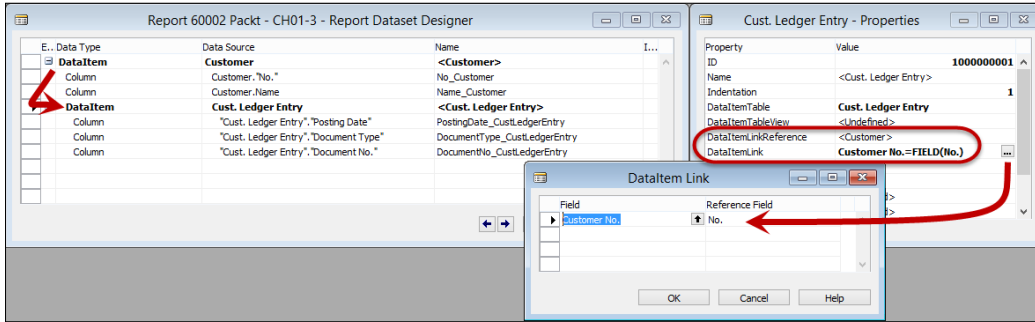 Report 60002 Packt - CH01-3 - Report Dataset Designer
E.. Data Type Data Source Name I...
DataItem Customer <Customer>
Column Customer."No." No_Customer
Column Customer.Name Name_Customer
DataItem Cust. Ledger Entry <Cust. Ledger Entry>
Column "Cust. Ledger Entry"."Posting Date" PostingDate_CustLedgerEntry
Column "Cust. Ledger Entry"."Document Type" DocumentType_CustLedgerEntry
Column "Cust. Ledger Entry"."Document No." DocumentNo_CustLedgerEntry
Cust. Ledger Entry - Properties
Property Value
ID 1000000001
Name <Cust. Ledger Entry>
Indentation 1
DataItemTable Cust. Ledger Entry
DataItemTableView <Undefined>
DataItemLinkReference <Customer>
DataItemLink Customer No.=FIELD(No.) ...
DataItem Link
Field Reference Field
Customer No. No.
OK Cancel Help